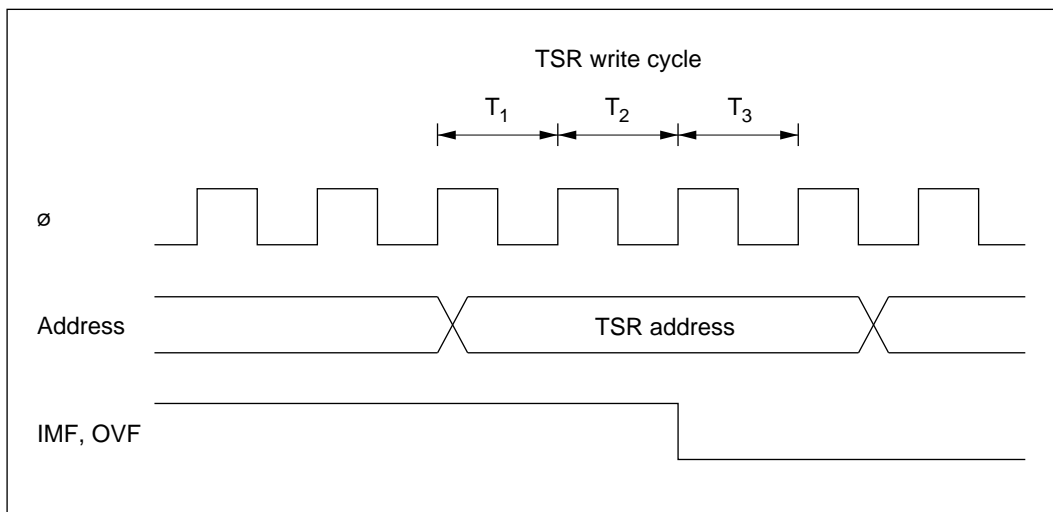 TSR write cycle
T1 T2 T3
ø
Address
TSR address
IMF, OVF